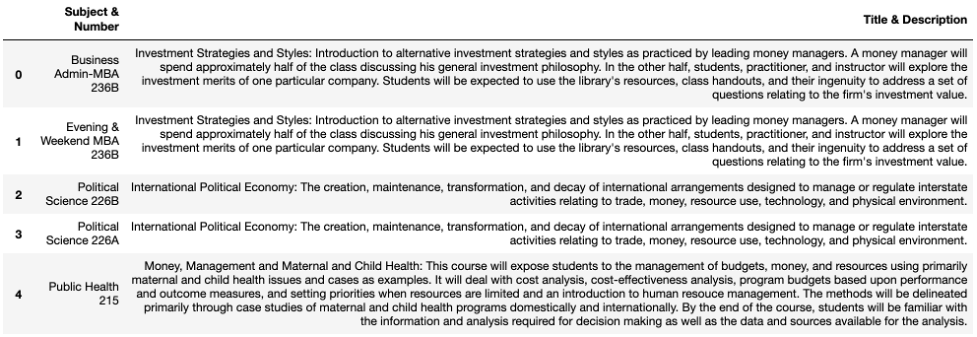 Subject &
Number
Title & Description
0
Business
Admin-MBA
236B
Investment Strategies and Styles: Introduction to alternative investment strategies and styles as practiced by leading money managers. A money manager will
spend approximately half of the class discussing his general investment philosophy. In the other half, students, practitioner, and instructor will explore the
investment merits of one particular company. Students will be expected to use the library's resources, class handouts, and their ingenuity to address a set of
questions relating to the firm's investment value.
1
Evening &
Weekend MBA
236B
Investment Strategies and Styles: Introduction to alternative investment strategies and styles as practiced by leading money managers. A money manager will
spend approximately half of the class discussing his general investment philosophy. In the other half, students, practitioner, and instructor will explore the
investment merits of one particular company. Students will be expected to use the library's resources, class handouts, and their ingenuity to address a set of
questions relating to the firm's investment value.
2
Political
Science 226B
International Political Economy: The creation, maintenance, transformation, and decay of international arrangements designed to manage or regulate interstate
activities relating to trade, money, resource use, technology, and physical environment.
3
Political
Science 226A
International Political Economy: The creation, maintenance, transformation, and decay of international arrangements designed to manage or regulate interstate
activities relating to trade, money, resource use, technology, and physical environment.
4
Public Health
215
Money, Management and Maternal and Child Health: This course will expose students to the management of budgets, money, and resources using primarily
maternal and child health issues and cases as examples. It will deal with cost analysis, cost-effectiveness analysis, program budgets based upon performance
and outcome measures, and setting priorities when resources are limited and an introduction to human resouce management. The methods will be delineated
primarily through case studies of maternal and child health programs domestically and internationally. By the end of the course, students will be familiar with
the information and analysis required for decision making as well as the data and sources available for the analysis.